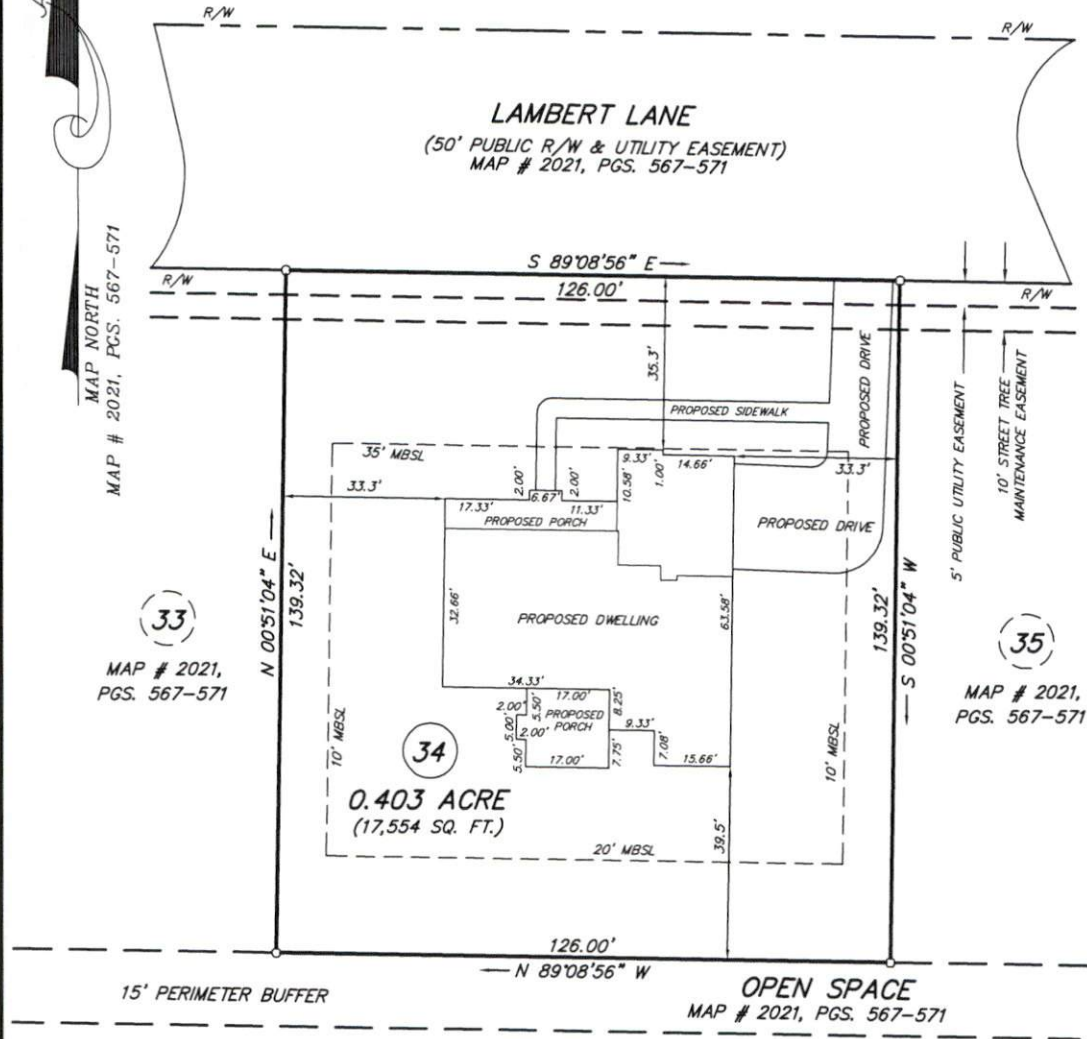 R/W
R/W
LAMBERT LANE
(50' PUBLIC R/W & UTILITY EASEMENT)
MAP # 2021, PGS. 567-571
MAP NORTH
MAP # 2021, PGS. 567-571
S 89°08'56" E
R/W
126.00'
R/W
35.3'
PROPOSED DRIVE
5' PUBLIC UTILITY EASEMENT
10' STREET TREE
MAINTENANCE EASEMENT
PROPOSED SIDEWALK
35' MBSL
9.33'
1.00'
14.66'
33.3'
33.3'
2.00'
6.67'
2.00'
10.58'
17.33'
11.33'
PROPOSED PORCH
PROPOSED DRIVE
N 00°51'04" E
139.32'
32.66'
PROPOSED DWELLING
63.58'
139.32'
S 00°51'04" W
33
MAP # 2021,
PGS. 567-571
35
MAP # 2021,
PGS. 567-571
34.33'
17.00'
2.00'
5.50'
8.25'
PROPOSED
PORCH
5.00'
2.00'
9.33'
5.50'
17.00'
7.75'
7.08'
15.66'
10' MBSL
10' MBSL
34
0.403 ACRE
(17,554 SQ. FT.)
39.5'
20' MBSL
126.00'
N 89°08'56" W
15' PERIMETER BUFFER
OPEN SPACE
MAP # 2021, PGS. 567-571